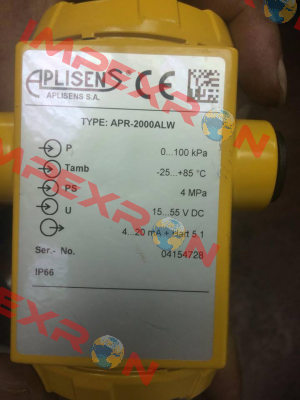 APLISENS CE
APLISENS S.A.
TYPE: APR-2000ALW
P 0...100 kPa
Tamb -25...+85 °C
PS 4 MPa
U 15...55 V DC
4...20 mA + Hart 5.1
Ser.- No. 04154728
IP66
IMPEXRON
IMPEXRON
IMPEXRON